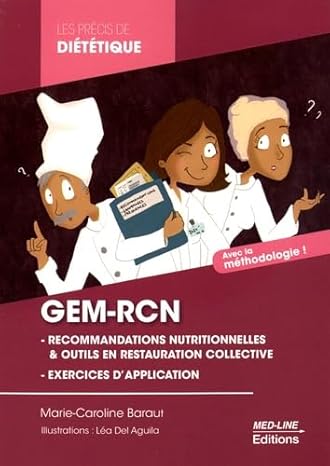 LES PRÉCIS DE
DIÉTÉTIQUE
? ?
?
Avec la
méthodologie !
GEM-RCN
- RECOMMANDATIONS NUTRITIONNELLES
& OUTILS EN RESTAURATION COLLECTIVE
- EXERCICES D'APPLICATION
Marie-Caroline Baraut
Illustrations : Léa Del Aguila
MED-LINE
Editions